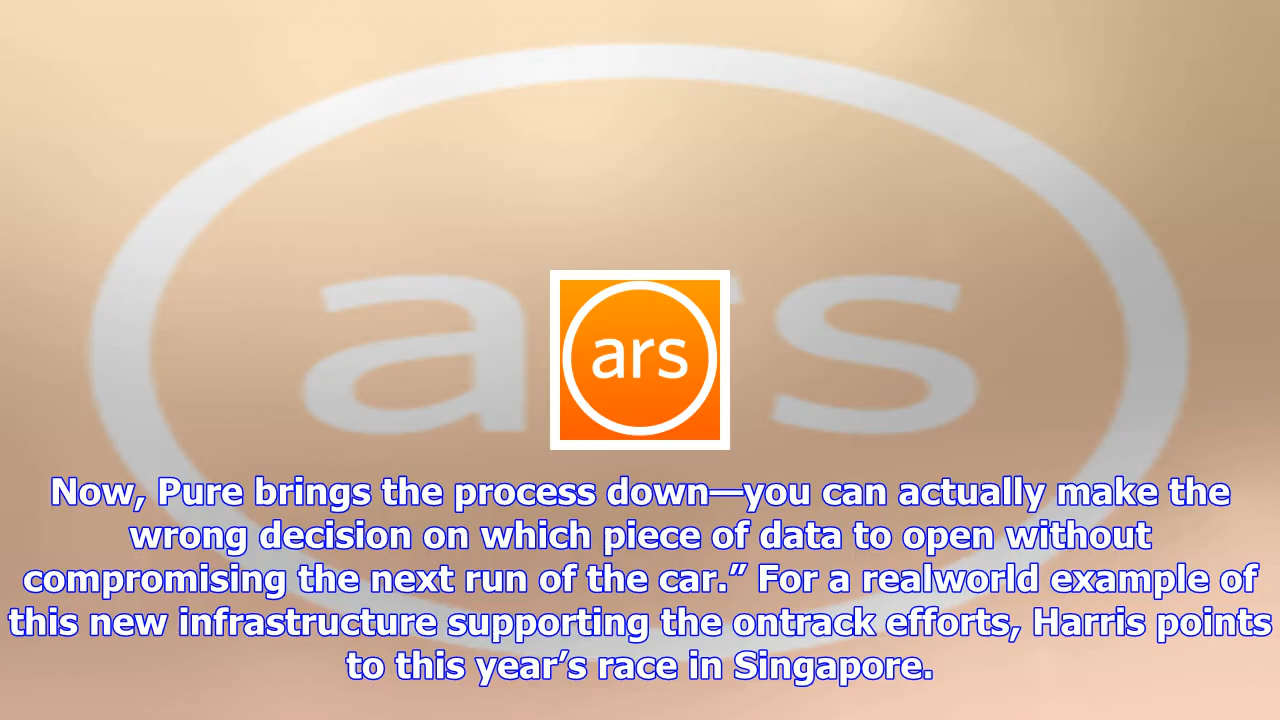 ars
ars
Now, Pure brings the process down—you can actually make the
wrong decision on which piece of data to open without
compromising the next run of the car.” For a realworld example of
this new infrastructure supporting the ontrack efforts, Harris points
to this year’s race in Singapore.